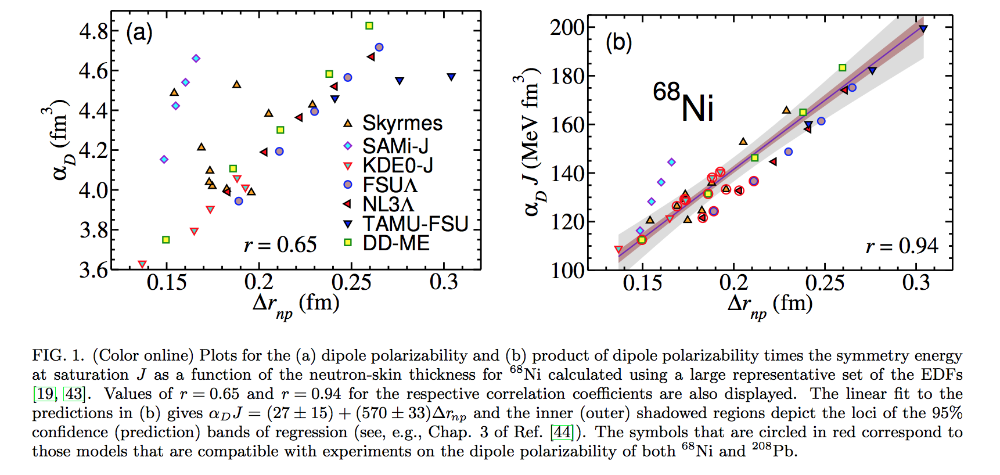 (a)
α_D (fm³)
4.8
4.6
4.4
4.2
4.0
3.8
3.6
0.15 0.2 0.25 0.3
Δr_np (fm)
Skyrmes
SAMi-J
KDE0-J
FSUΛ
NL3Λ
TAMU-FSU
DD-ME
r = 0.65
(b)
α_D J (MeV fm³)
200
180
160
140
120
100
0.15 0.2 0.25 0.3
Δr_np (fm)
⁶⁸Ni
r = 0.94
FIG. 1. (Color online) Plots for the (a) dipole polarizability and (b) product of dipole polarizability times the symmetry energy
at saturation J as a function of the neutron-skin thickness for ⁶⁸Ni calculated using a large representative set of the EDFs
[19, 43]. Values of r = 0.65 and r = 0.94 for the respective correlation coefficients are also displayed. The linear fit to the
predictions in (b) gives α_D J = (27 ± 15) + (570 ± 33)Δr_np and the inner (outer) shadowed regions depict the loci of the 95%
confidence (prediction) bands of regression (see, e.g., Chap. 3 of Ref. [44]). The symbols that are circled in red correspond to
those models that are compatible with experiments on the dipole polarizability of both ⁶⁸Ni and ²⁰⁸Pb.